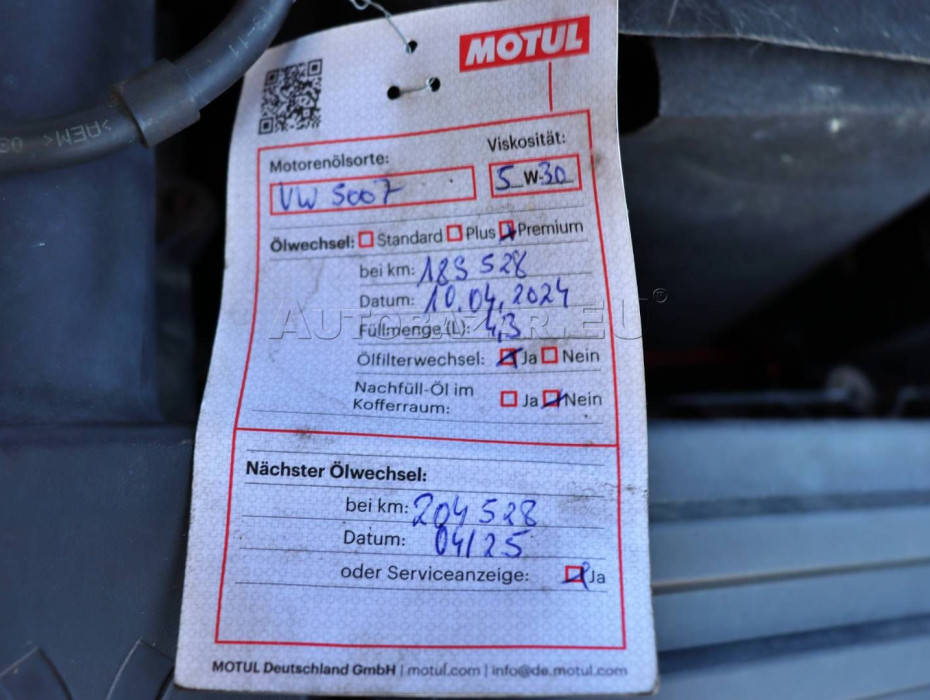 >AEM<
MOTUL
Motorenölsorte:
Viskosität:
VW 5007
5 W-30
Ölwechsel: Standard Plus Premium
bei km: 189 528
Datum: 10.04.2024
AUTOBAZAR.EU©
Füllmenge (L): 4,3
Ölfilterwechsel: Ja Nein
Nachfüll-Öl im
Kofferraum: Ja Nein
Nächster Ölwechsel:
bei km: 204 528
Datum: 04/25
oder Serviceanzeige: Ja
MOTUL Deutschland GmbH | motul.com | info@de.motul.com